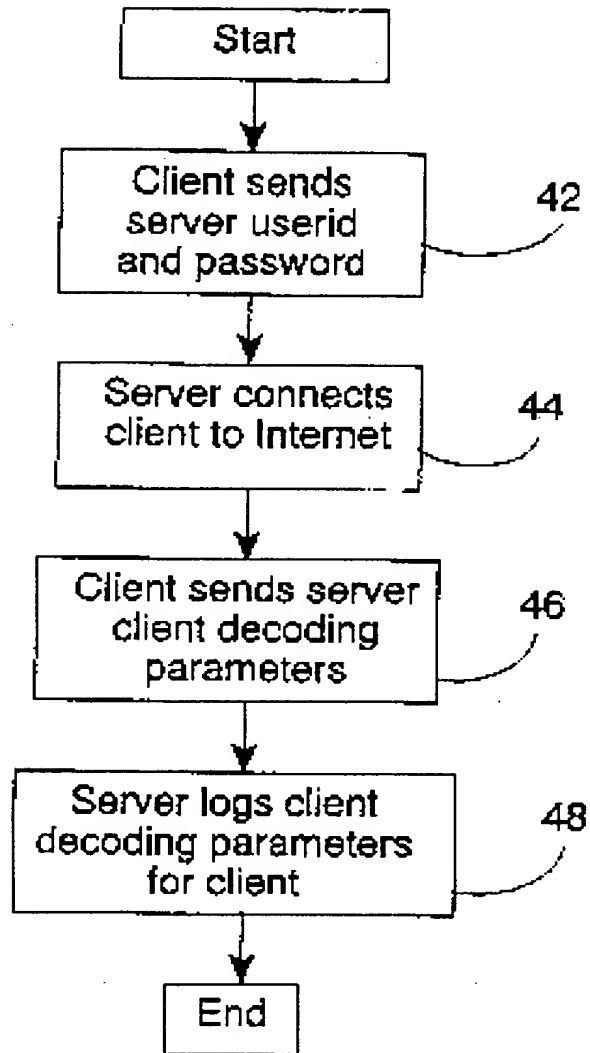 Start
Client sends
server userid
and password
42
Server connects
client to Internet
44
Client sends server
client decoding
parameters
46
Server logs client
decoding parameters
for client
48
End